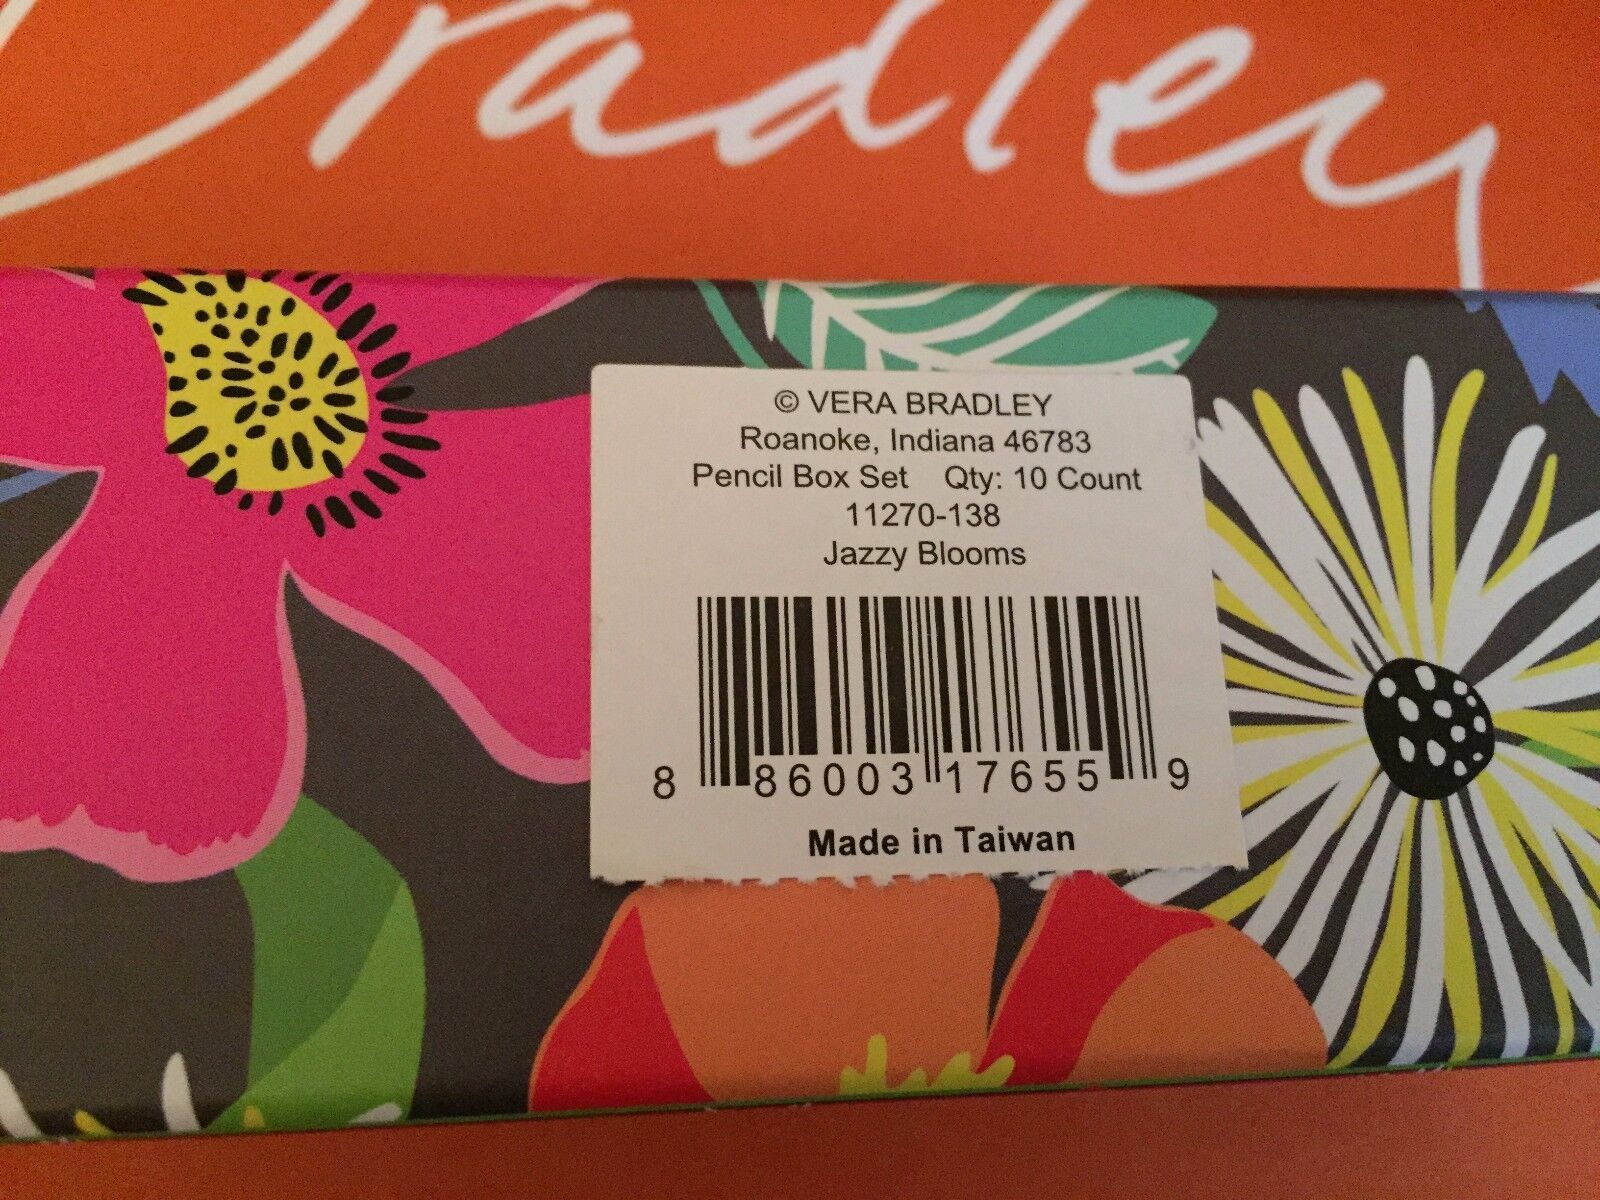 Bradley
© VERA BRADLEY
Roanoke, Indiana 46783
Pencil Box Set Qty: 10 Count
11270-138
Jazzy Blooms
8 86003 17655 9
Made in Taiwan